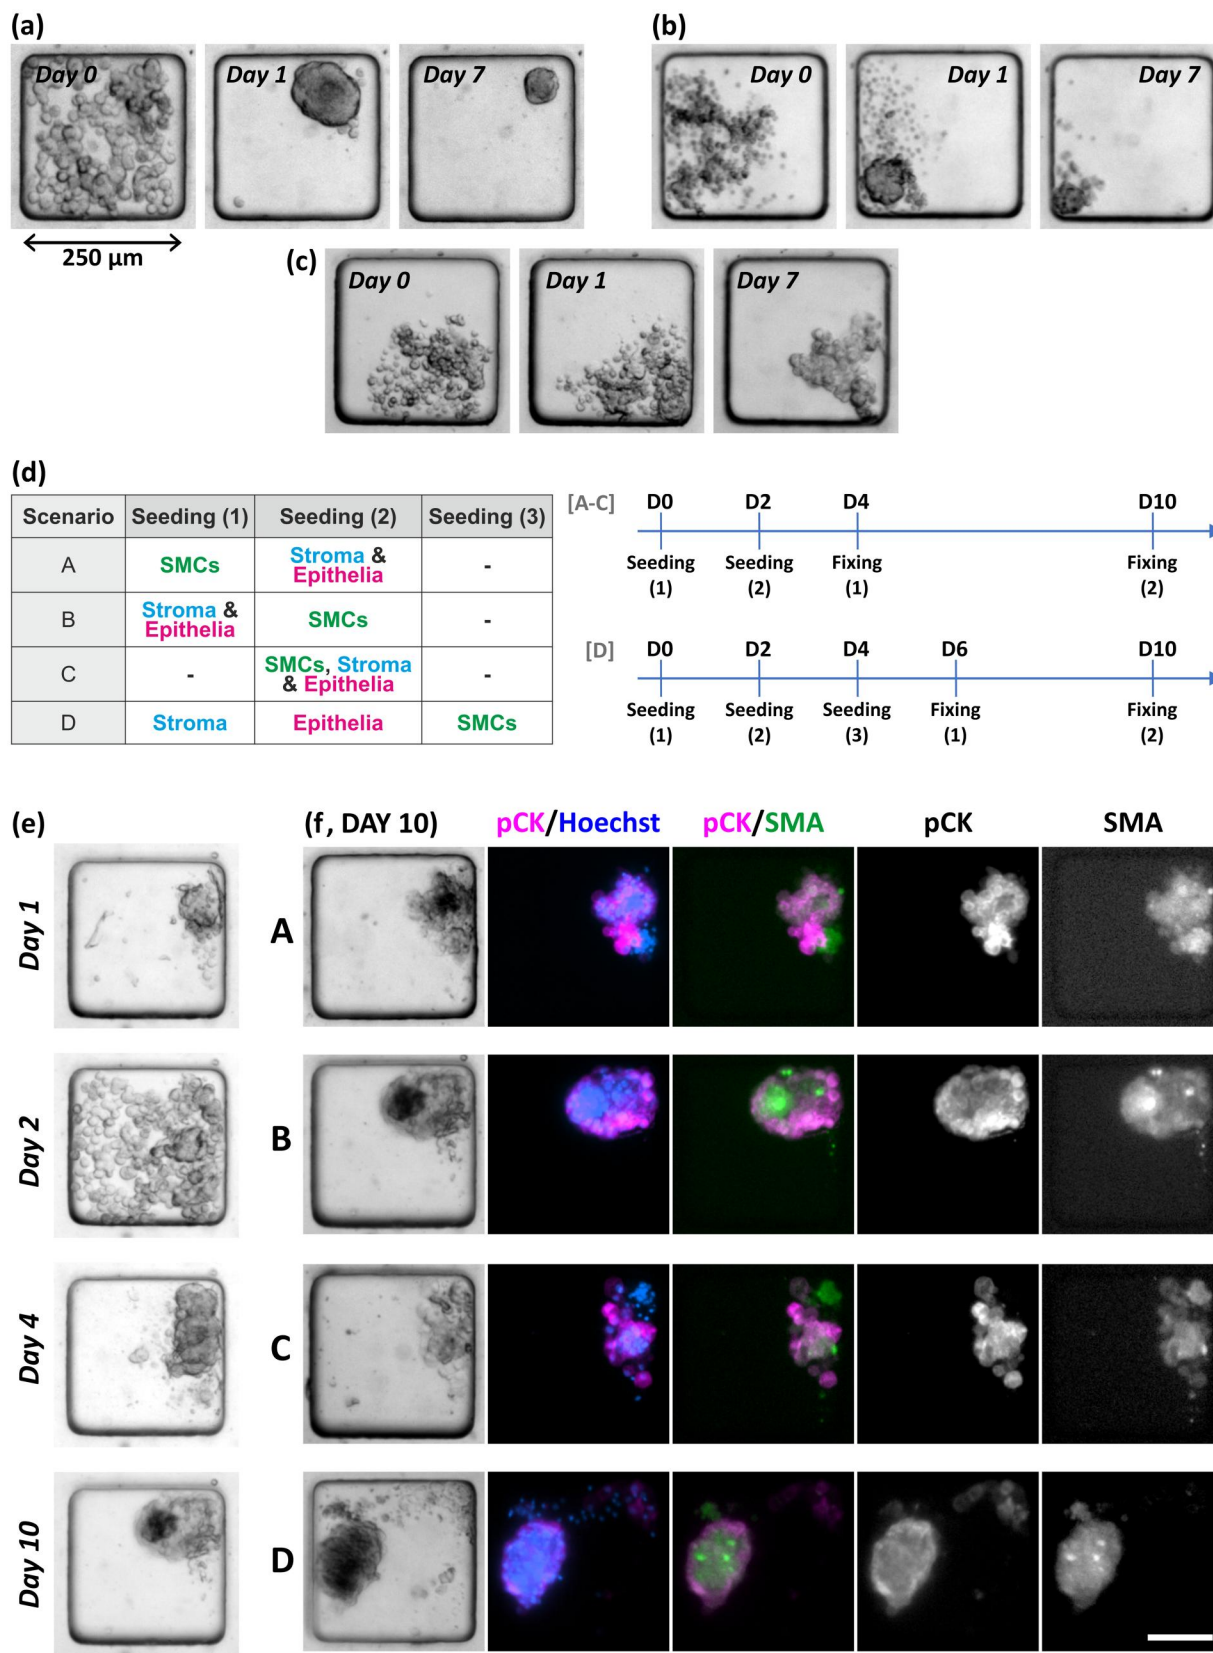 (a)
Day 0
Day 1
Day 7
250 µm
(b)
Day 0
Day 1
Day 7
(c)
Day 0
Day 1
Day 7
(d)
Scenario Seeding (1) Seeding (2) Seeding (3)
A SMCs Stroma & Epithelia -
B Stroma & Epithelia SMCs -
C - SMCs, Stroma & Epithelia -
D Stroma Epithelia SMCs
[A-C] D0 D2 D4 D10
Seeding Seeding Fixing Fixing
(1) (2) (1) (2)
[D] D0 D2 D4 D6 D10
Seeding Seeding Seeding Fixing Fixing
(1) (2) (3) (1) (2)
(e)
Day 1
Day 2
Day 4
Day 10
(f, DAY 10) pCK/Hoechst pCK/SMA pCK SMA
A
B
C
D